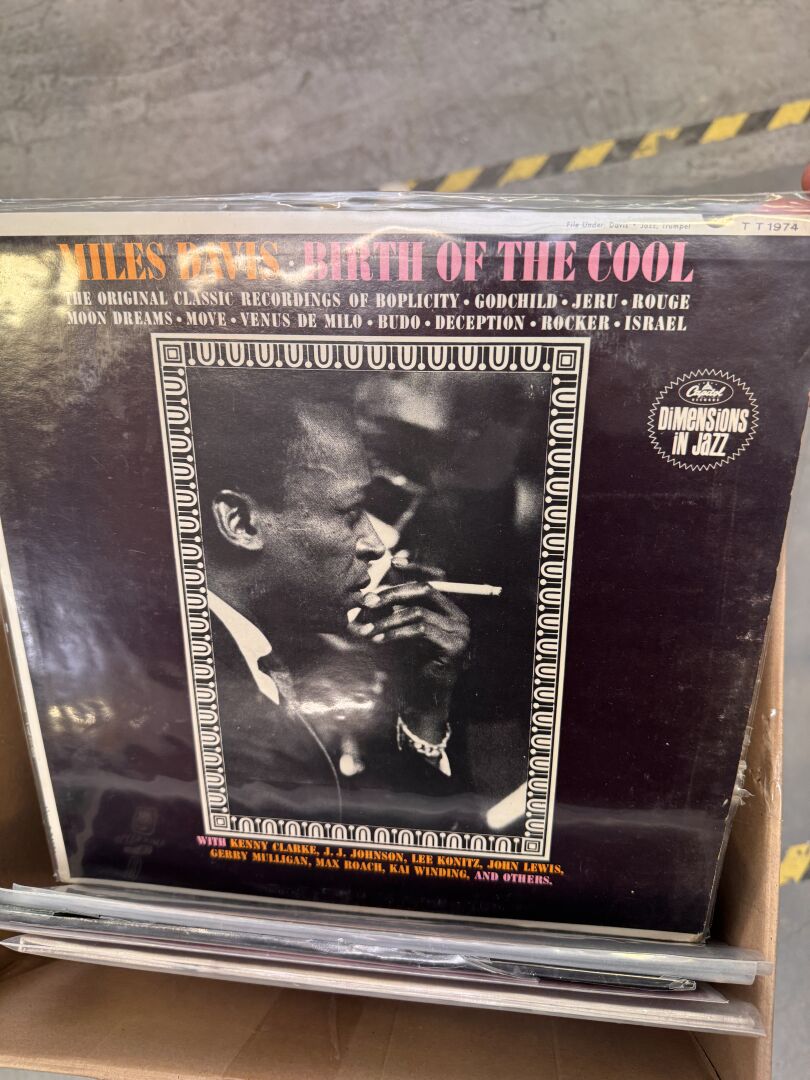 File Under: Davis • Jazz, Trumpet
T T 1974
MILES DAVIS · BIRTH OF THE COOL
THE ORIGINAL CLASSIC RECORDINGS OF BOPLICITY • GODCHILD • JERU • ROUGE
MOON DREAMS • MOVE • VENUS DE MILO • BUDO • DECEPTION • ROCKER • ISRAEL
Capitol
RECORDS
DiMENSiONS
iN JAZZ
WITH KENNY CLARKE, J. J. JOHNSON, LEE KONITZ, JOHN LEWIS,
GERRY MULLIGAN, MAX ROACH, KAI WINDING, AND OTHERS.